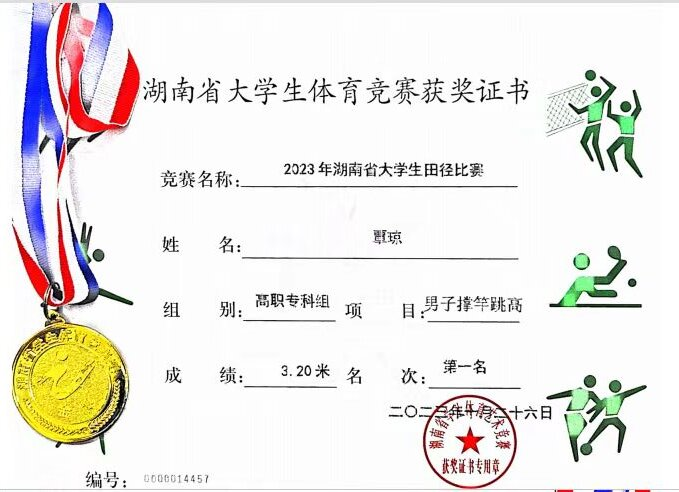 湖南省大学生体育竞赛获奖证书
竞赛名称: 2023年湖南省大学生田径比赛
姓 名: 覃琼
组 别: 高职专科组 项 目: 男子撑竿跳高
成 绩: 3.20米 名 次: 第一名
二〇二三年十月二十六日
获奖证书专用章
编号: 0000014457